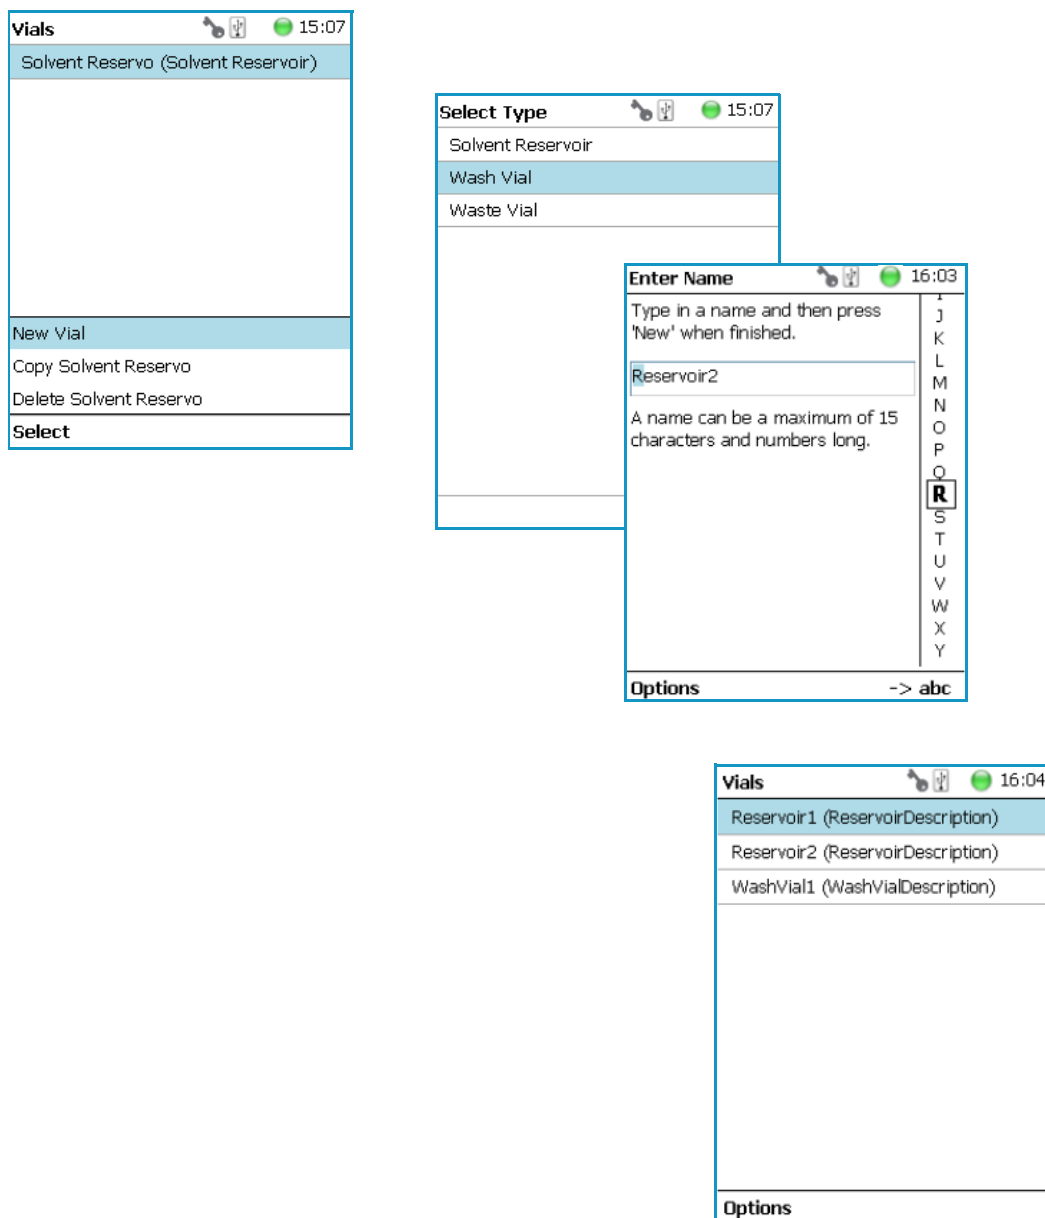 Vials 15:07
Solvent Reservo (Solvent Reservoir)
New Vial
Copy Solvent Reservo
Delete Solvent Reservo
Select
Select Type 15:07
Solvent Reservoir
Wash Vial
Waste Vial
Enter Name 16:03
Type in a name and then press
'New' when finished.
Reservoir2
A name can be a maximum of 15
characters and numbers long.
I
J
K
L
M
N
O
P
Q
R
S
T
U
V
W
X
Y
Options -> abc
Vials 16:04
Reservoir1 (ReservoirDescription)
Reservoir2 (ReservoirDescription)
WashVial1 (WashVialDescription)
Options